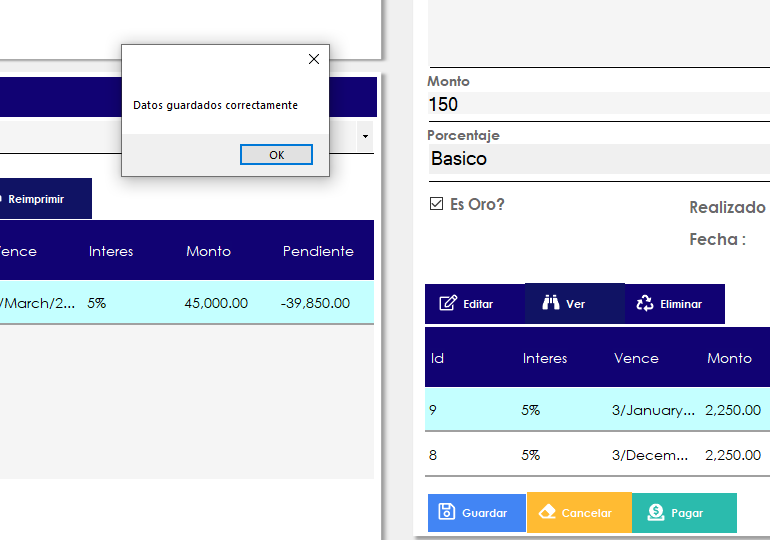 Datos guardados correctamente
OK
Reimprimir
Interes Monto Pendiente
/March/2... 5% 45,000.00 -39,850.00
Monto
150
Porcentaje
Basico
Es Oro?
Realizado
Fecha :
Editar Ver Eliminar
Id Interes Vence Monto
9 5% 3/January... 2,250.00
8 5% 3/Decem... 2,250.00
Guardar Cancelar Pagar